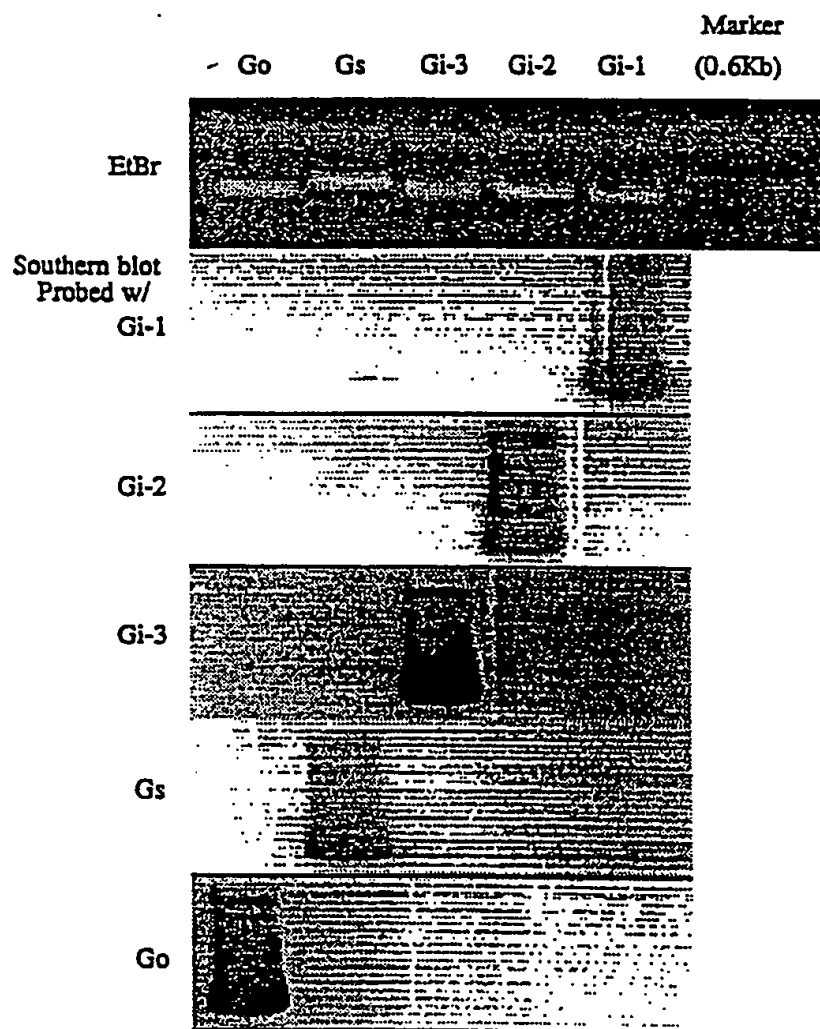 Marker
Go Gs Gi-3 Gi-2 Gi-1 (0.6Kb)
EtBr
Southern blot
Probed w/
Gi-1
Gi-2
Gi-3
Gs
Go